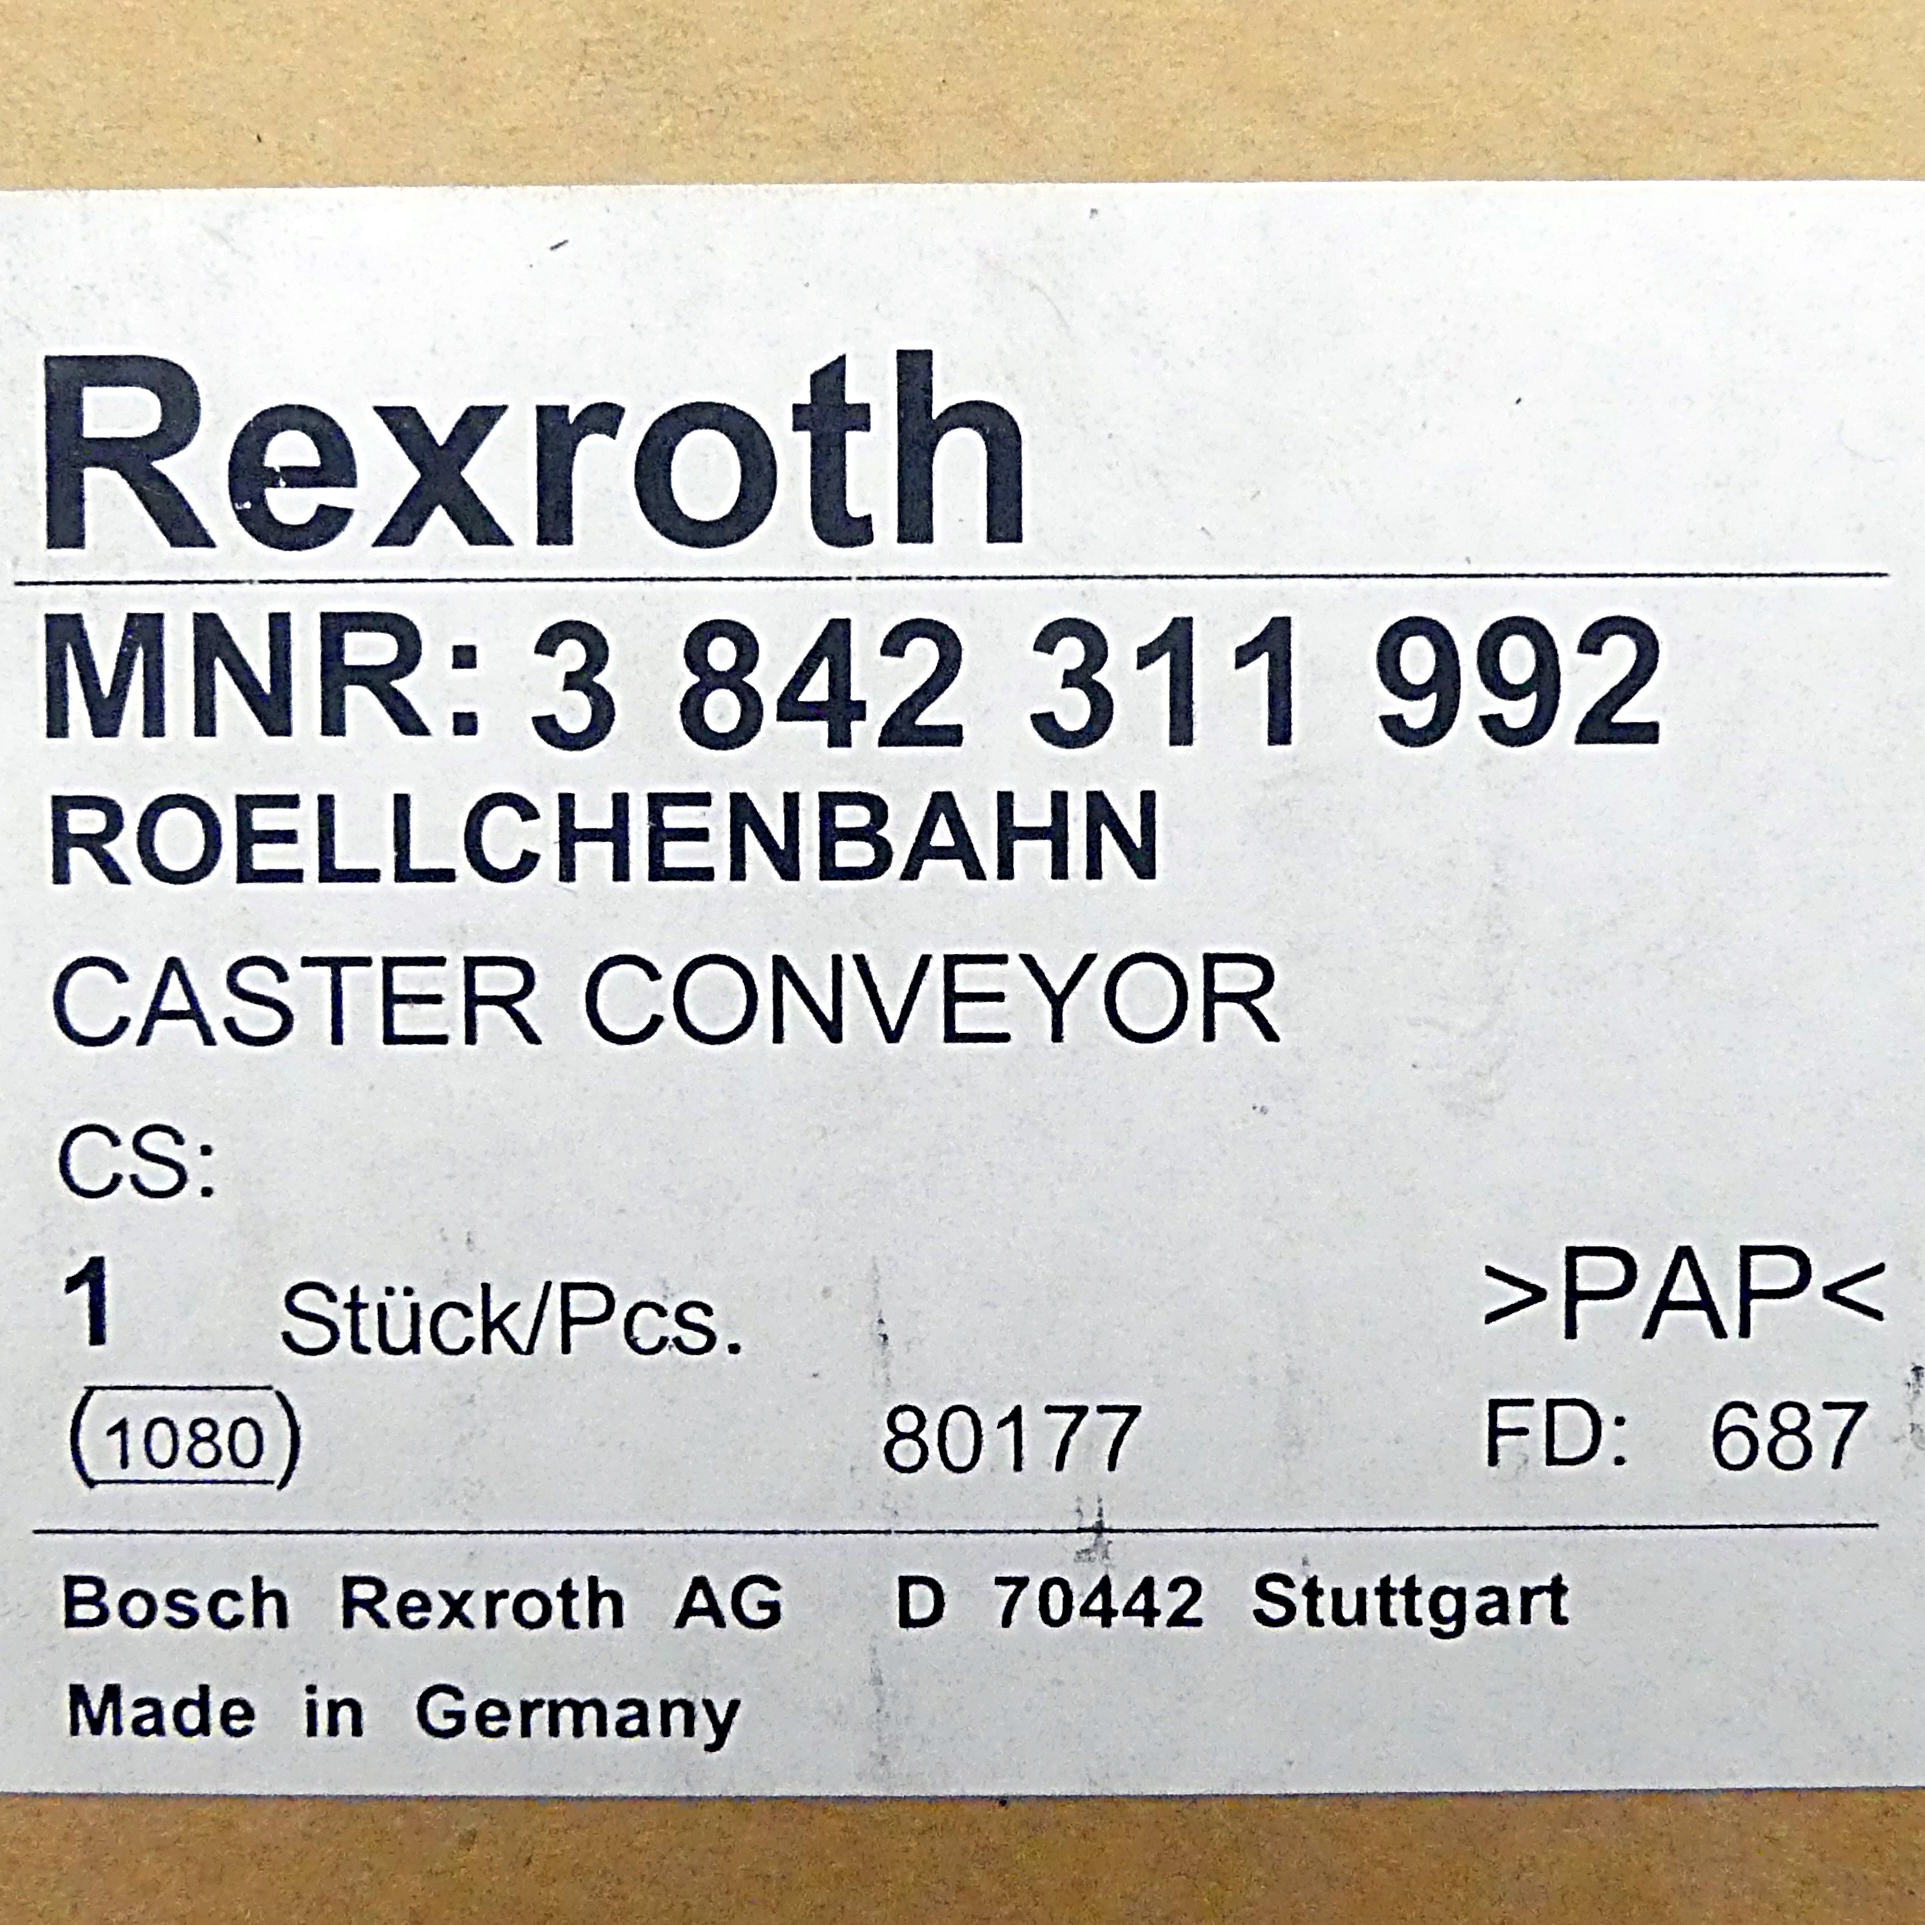 Rexroth
MNR: 3 842 311 992
ROELLCHENBAHN
CASTER CONVEYOR
CS:
1 Stück/Pcs. >PAP<
(1080) 80177 FD: 687
Bosch Rexroth AG D 70442 Stuttgart
Made in Germany